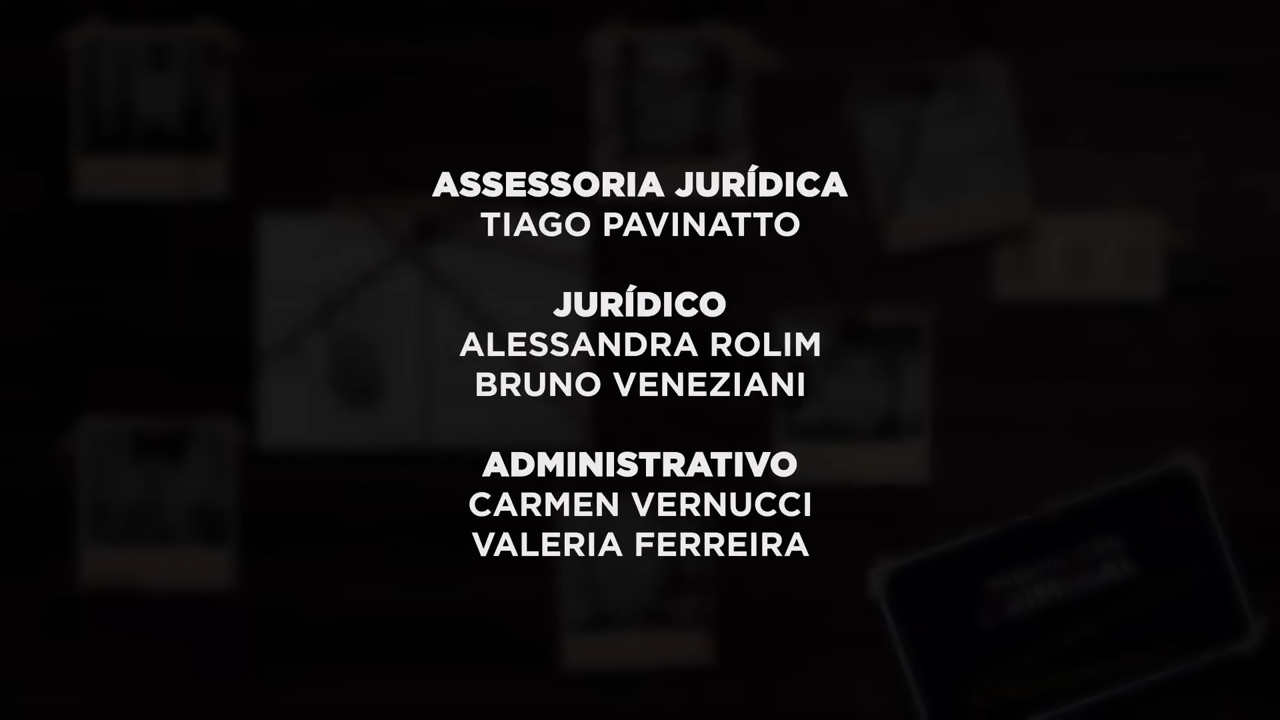 ASSESSORIA JURÍDICA
TIAGO PAVINATTO
JURÍDICO
ALESSANDRA ROLIM
BRUNO VENEZIANI
ADMINISTRATIVO
CARMEN VERNUCCI
VALERIA FERREIRA